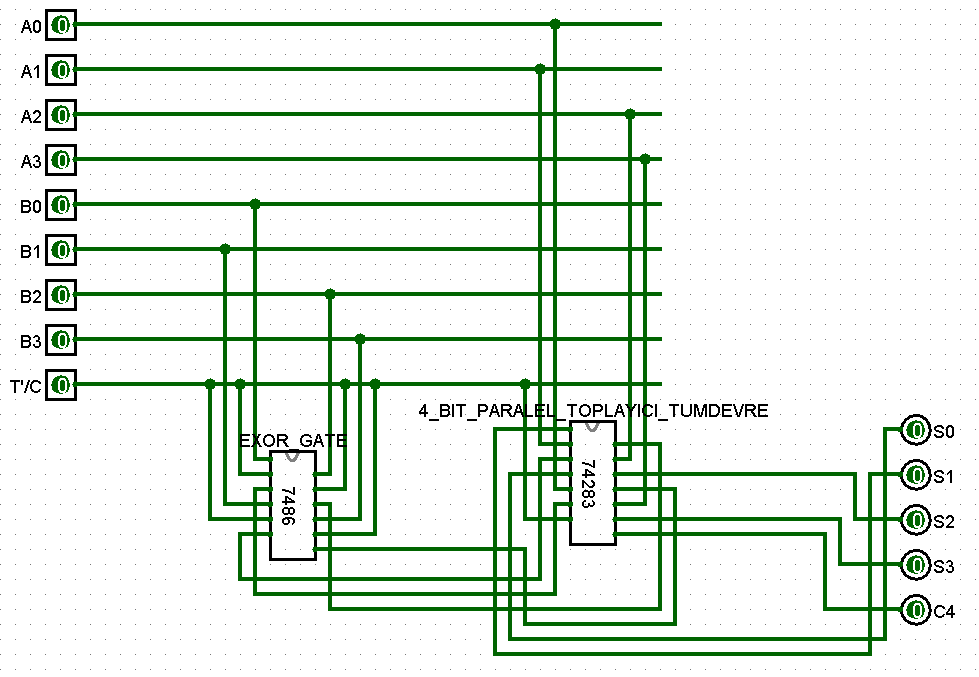 A0 0
A1 0
A2 0
A3 0
B0 0
B1 0
B2 0
B3 0
T'/C 0
4_BIT_PARALEL_TOPLAYICI_TUMDEVRE
EXOR_GATE
7486
74283
0 S0
0 S1
0 S2
0 S3
0 C4